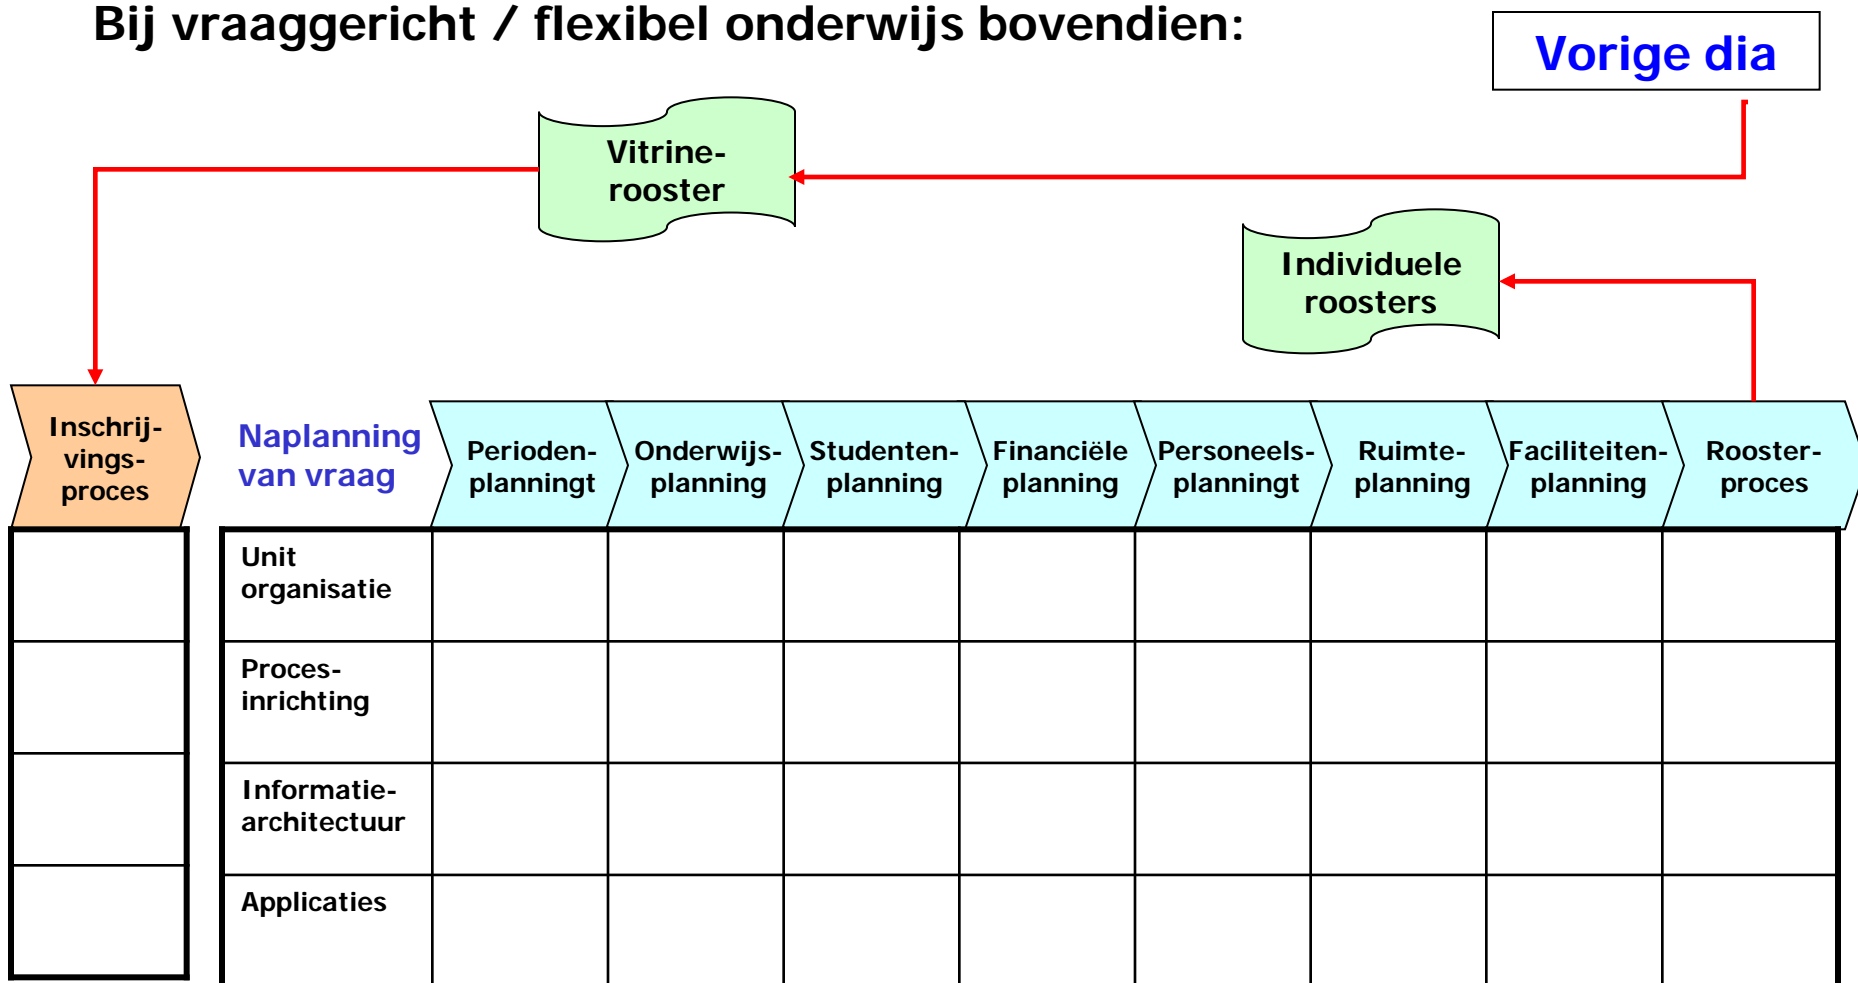 Bij vraaggericht / flexibel onderwijs bovendien:
Vorige dia
Vitrine-
rooster
Individuele
roosters
Inschrij-
vings-
proces
Naplanning
van vraag
Perioden-
planningt
Onderwijs-
planning
Studenten-
planning
Financiële
planning
Personeels-
planningt
Ruimte-
planning
Faciliteiten-
planning
Rooster-
proces
Unit
organisatie
Proces-
inrichting
Informatie-
architectuur
Applicaties